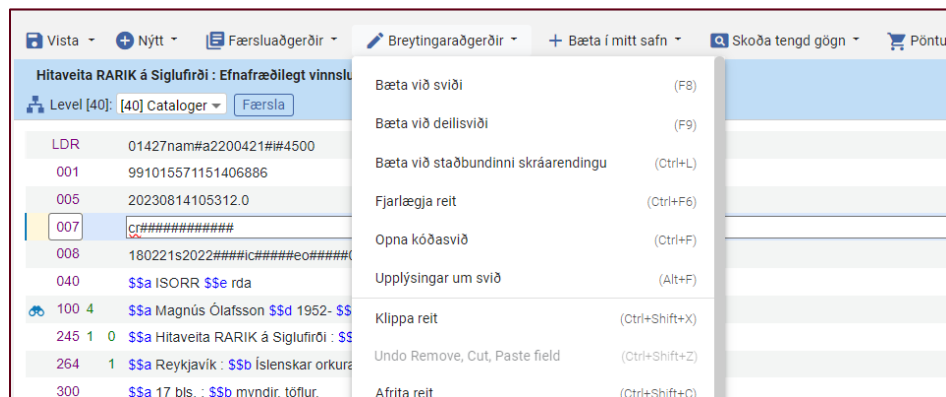 Vista Nýtt Færsluaðgerðir Breytingaraðgerðir Bæta í mitt safn Skoða tengd gögn Pöntu
Hitaveita RARIK á Siglufirði : Efnafræðilegt vinnslu
Level [40]: [40] Cataloger Færsla
Bæta við sviði (F8)
Bæta við deilisviði (F9)
Bæta við staðbundinni skráarendingu (Ctrl+L)
Fjarlægja reit (Ctrl+F6)
Opna kóðasvið (Ctrl+F)
Upplýsingar um svið (Alt+F)
Klippa reit (Ctrl+Shift+X)
Undo Remove, Cut, Paste field (Ctrl+Shift+Z)
Afrita reit (Ctrl+Shift+C)
LDR 01427nam#a2200421#i#4500
001 991015571151406886
005 20230814105312.0
007 cr############
008 180221s2022####ic#####eo#####0
040 $$a ISORR $$e rda
100 4 $$a Magnús Ólafsson $$d 1952- $$
245 1 0 $$a Hitaveita RARIK á Siglufirði : $$
264 1 $$a Reykjavík : $$b Íslenskar orkura
300 $$a 17 bls. : $$b myndir, töflur.